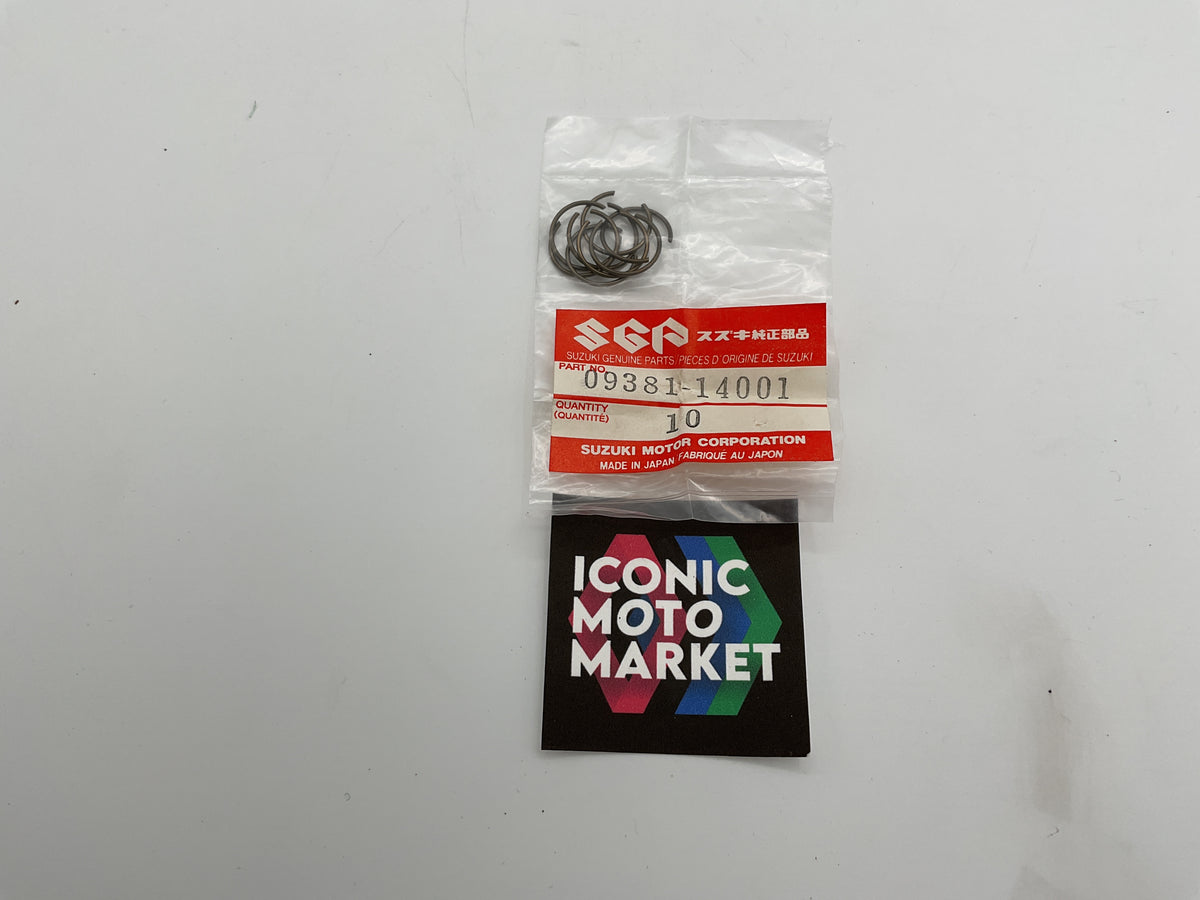 SGP スズキ純正部品
SUZUKI GENUINE PARTS/PIECES D'ORIGINE DE SUZUKI
PART NO.
09381-14001
QUANTITY
(QUANTITÉ)
10
SUZUKI MOTOR CORPORATION
MADE IN JAPAN FABRIQUÉ AU JAPON
ICONIC
MOTO
MARKET